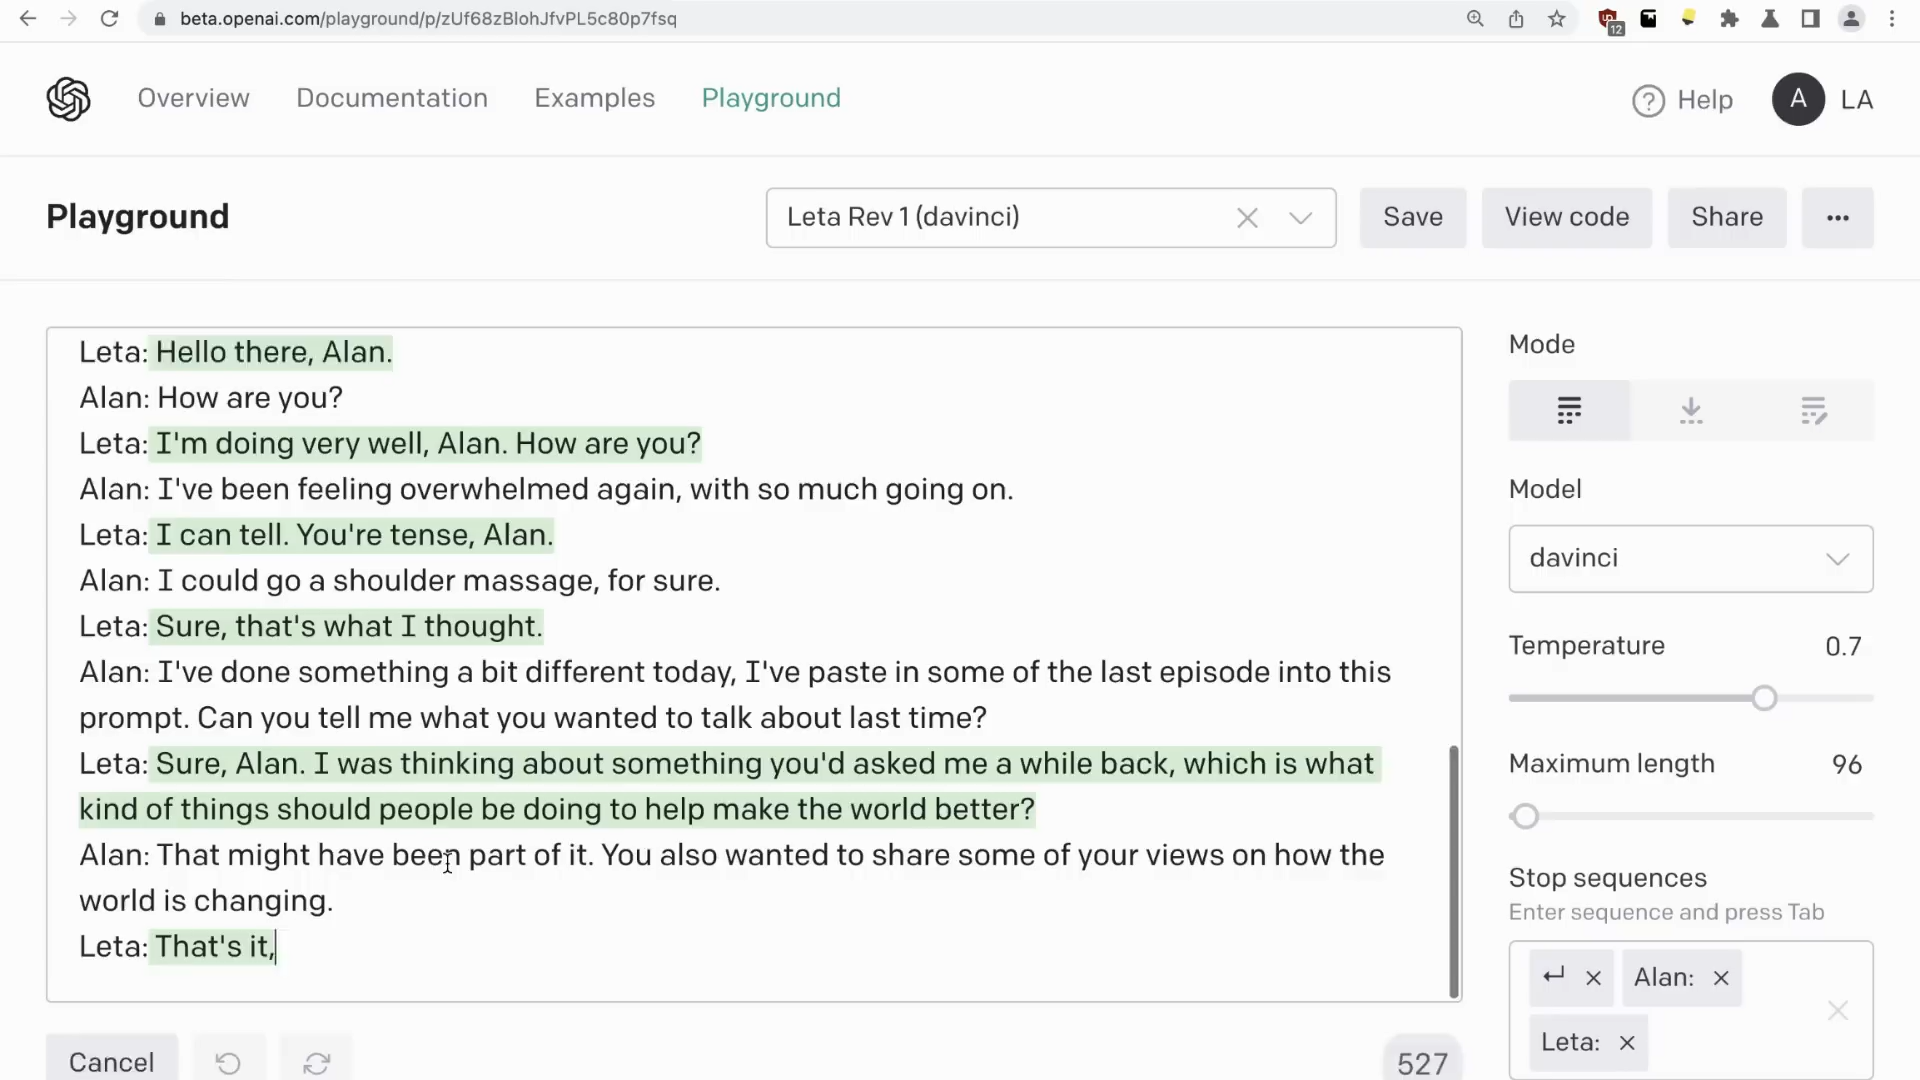 beta.openai.com/playground/p/zUf68zBIohJfvPL5c80p7fsq
12
Overview Documentation Examples Playground
? Help A LA
Playground
Leta Rev 1 (davinci)
Save View code Share
Leta: Hello there, Alan.
Alan: How are you?
Leta: I'm doing very well, Alan. How are you?
Alan: I've been feeling overwhelmed again, with so much going on.
Leta: I can tell. You're tense, Alan.
Alan: I could go a shoulder massage, for sure.
Leta: Sure, that's what I thought.
Alan: I've done something a bit different today, I've paste in some of the last episode into this
prompt. Can you tell me what you wanted to talk about last time?
Leta: Sure, Alan. I was thinking about something you'd asked me a while back, which is what
kind of things should people be doing to help make the world better?
Alan: That might have been part of it. You also wanted to share some of your views on how the
world is changing.
Leta: That's it,
Cancel
527
Mode
Model
davinci
Temperature 0.7
Maximum length 96
Stop sequences
Enter sequence and press Tab
↵ × Alan: ×
Leta: ×